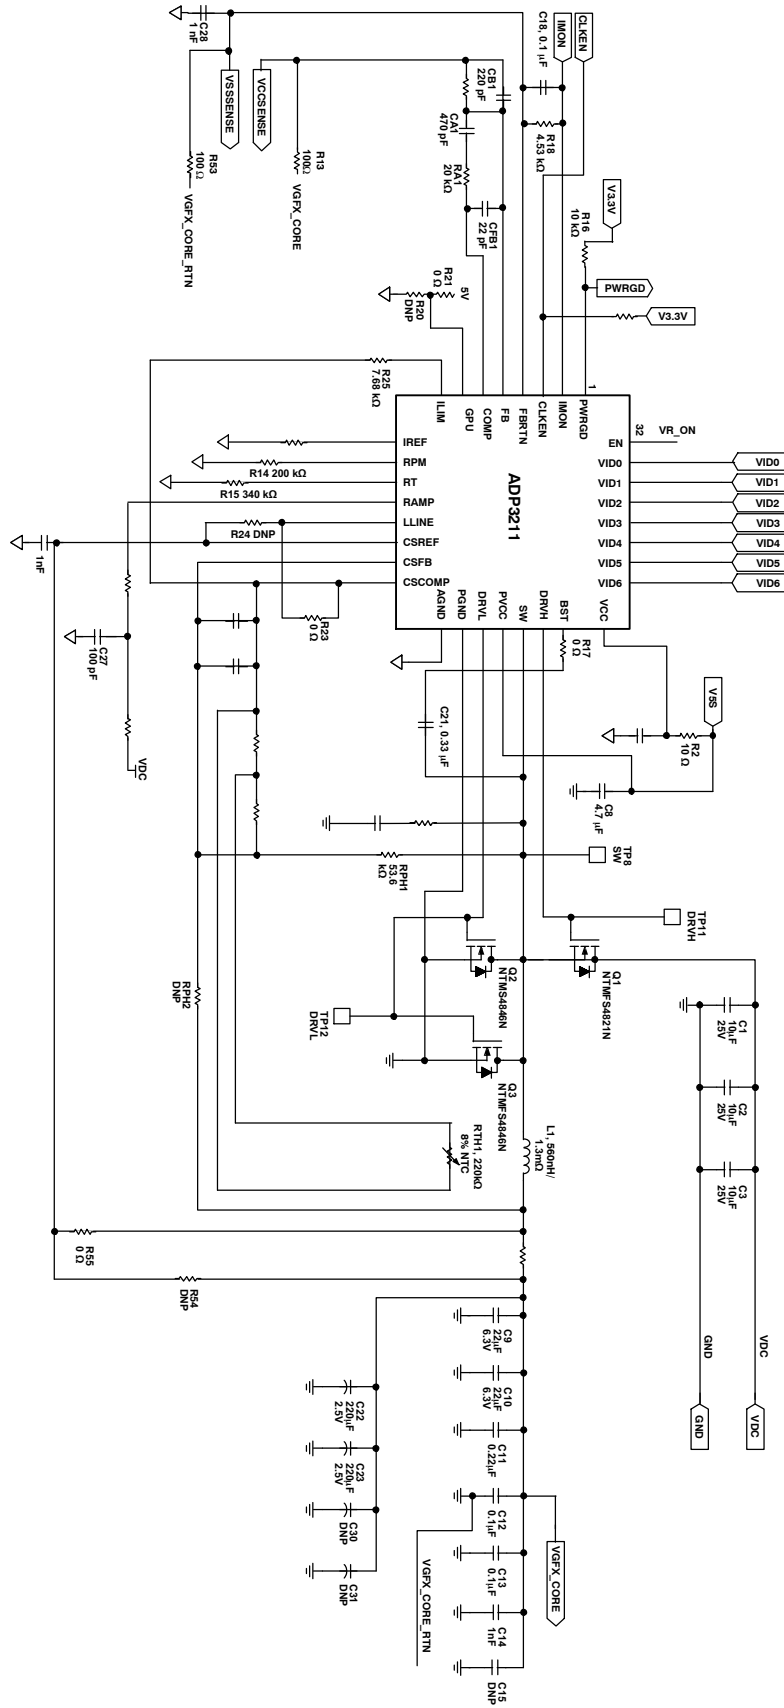 C28
1 nF
VSSSENSE
VCCSENSE
R53
100 Ω
VGFX_CORE_RTN
R13
100Ω
VGFX_CORE
CB1
220 pF
CA1
470 pF
RA1
20 kΩ
CFB1
22 pF
C18, 0.1 µF
IMON
CLKEN
R18
4.53 kΩ
V3.3V
R16
10 kΩ
PWRGD
V3.3V
5V
R21
0 Ω
R20
DNP
R25
7.68 kΩ
1
ILIM
GPU
COMP
FB
FBRTN
CLKEN
IMON
PWRGD
32
VR_ON
EN
VID0
VID1
VID2
VID3
VID4
VID5
VID6
VID0
VID1
VID2
VID3
VID4
VID5
VID6
ADP3211
IREF
RPM
RT
RAMP
LLINE
CSREF
CSFB
CSCOMP
R14 200 kΩ
R15 340 kΩ
R24 DNP
1nF
AGND
PGND
DRVL
PVCC
SW
DRVH
BST
VCC
R23
0 Ω
R17
0 Ω
C27
100 pF
VDC
C21, 0.33 µF
V5S
R2
10 Ω
C8
4.7 µF
RPH1
53.6
kΩ
TP8
SW
TP11
DRVH
RPH2
DNP
Q2
NTMS4846N
Q1
NTMFS4821N
TP12
DRVL
Q3
NTMFS4846N
C1
10µF
25V
C2
10µF
25V
C3
10µF
25V
L1, 560nH/
1.3mΩ
RTH1, 220kΩ
8% NTC
R55
0 Ω
R54
DNP
GND
VDC
GND
VDC
C9
22µF
6.3V
C10
22µF
6.3V
C11
0.22µF
C12
0.1µF
C13
0.1µF
C14
1nF
C15
DNP
C22
220µF
2.5V
C23
220µF
2.5V
C30
DNP
C31
DNP
VGFX_CORE
VGFX_CORE_RTN